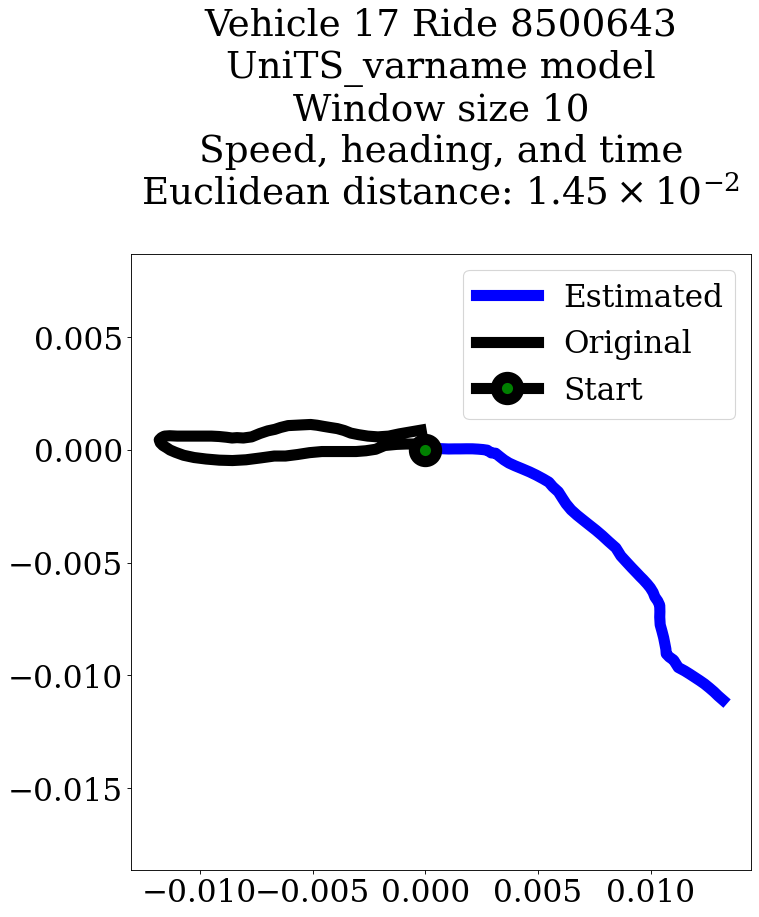 Vehicle 17 Ride 8500643
UniTS_varname model
Window size 10
Speed, heading, and time
Euclidean distance: 1.45 × 10⁻²
Estimated
Original
Start
0.005
0.000
−0.005
−0.010
−0.015
−0.010 −0.005 0.000 0.005 0.010